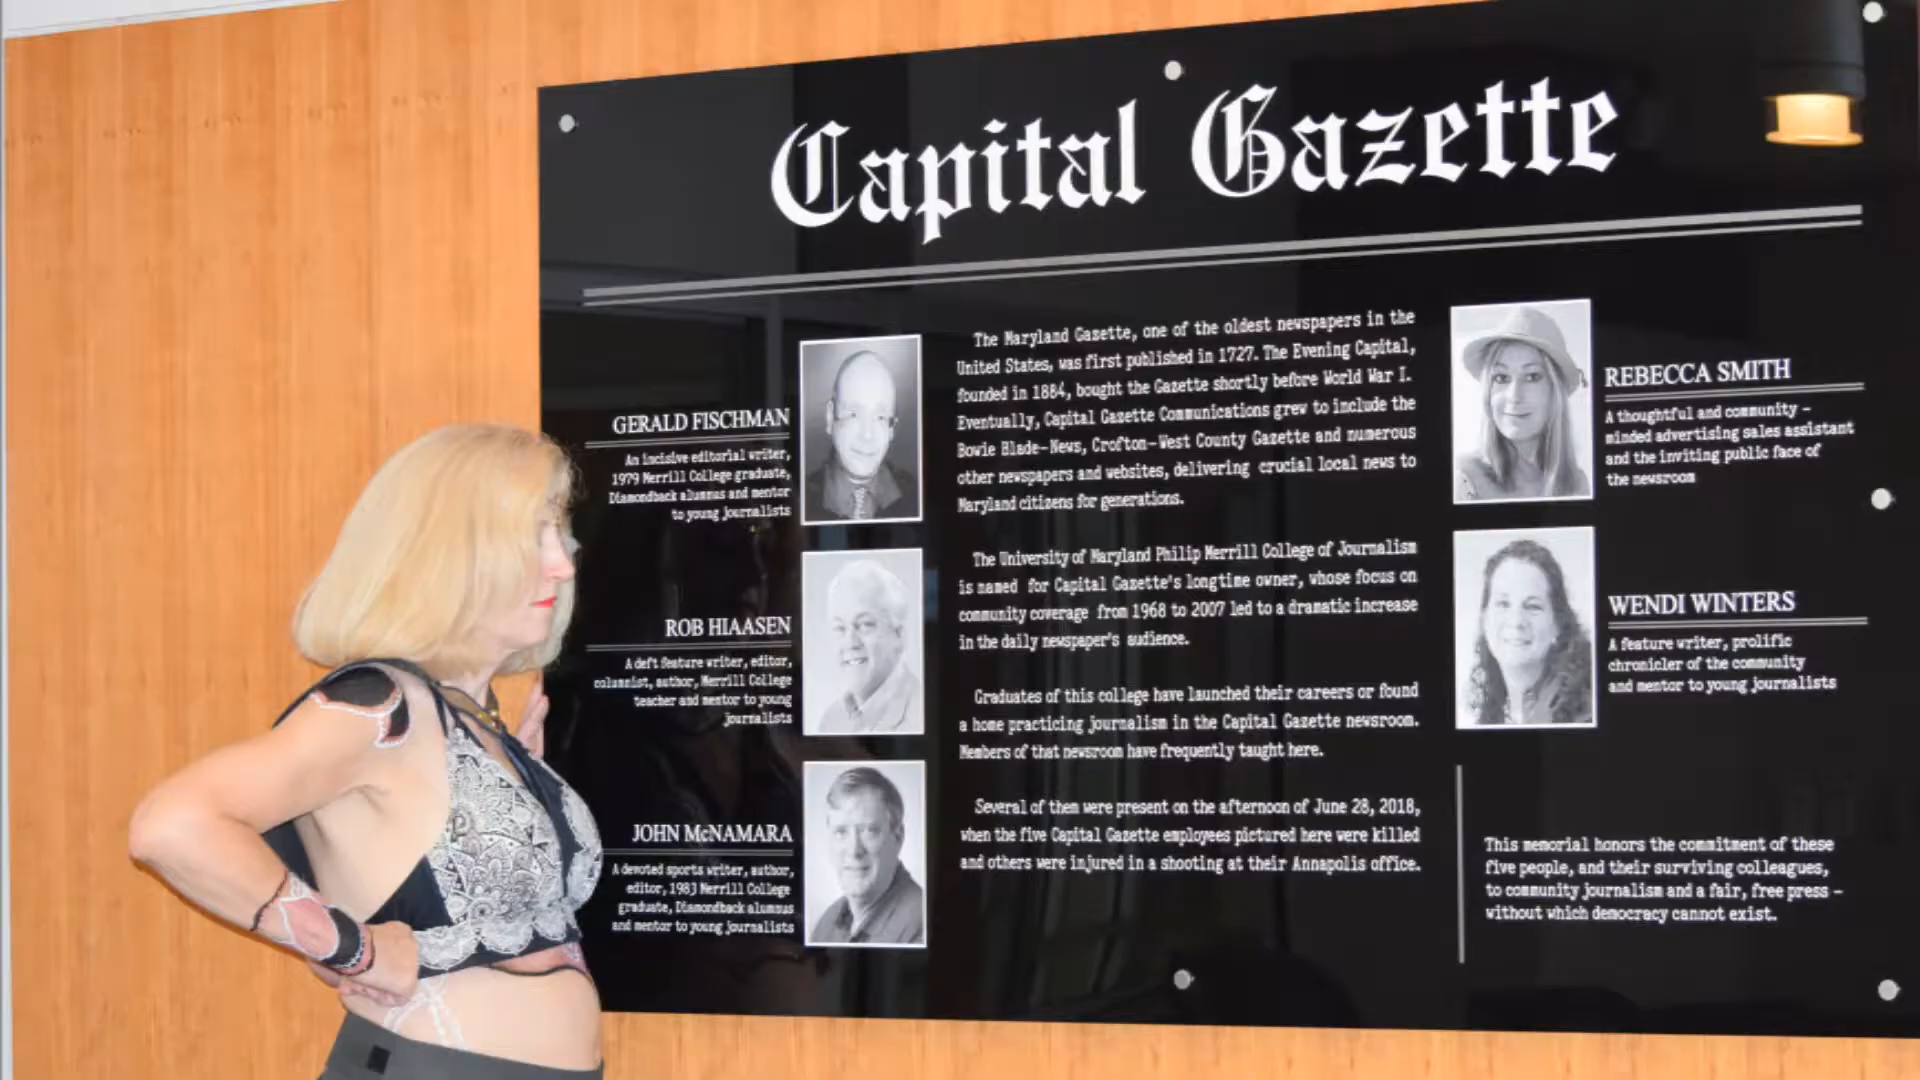 Capital Gazette
GERALD FISCHMAN
An incisive editorial writer,
1979 Merrill College graduate,
Diamondback alumnus and mentor
to young journalists
ROB HIAASEN
A deft feature writer, editor,
columnist, author, Merrill College
teacher and mentor to young
journalists
JOHN McNAMARA
A devoted sports writer, author,
editor, 1983 Merrill College
graduate, Diamondback alumnus
and mentor to young journalists
The Maryland Gazette, one of the oldest newspapers in the
United States, was first published in 1727. The Evening Capital,
founded in 1884, bought the Gazette shortly before World War I.
Eventually, Capital Gazette Communications grew to include the
Bowie Blade-News, Crofton-West County Gazette and numerous
other newspapers and websites, delivering crucial local news to
Maryland citizens for generations.
The University of Maryland Philip Merrill College of Journalism
is named for Capital Gazette's longtime owner, whose focus on
community coverage from 1968 to 2007 led to a dramatic increase
in the daily newspaper's audience.
Graduates of this college have launched their careers or found
a home practicing journalism in the Capital Gazette newsroom.
Members of that newsroom have frequently taught here.
Several of them were present on the afternoon of June 28, 2018,
when the five Capital Gazette employees pictured here were killed
and others were injured in a shooting at their Annapolis office.
REBECCA SMITH
A thoughtful and community -
minded advertising sales assistant
and the inviting public face of
the newsroom
WENDI WINTERS
A feature writer, prolific
chronicler of the community
and mentor to young journalists
This memorial honors the commitment of these
five people, and their surviving colleagues,
to community journalism and a fair, free press -
without which democracy cannot exist.